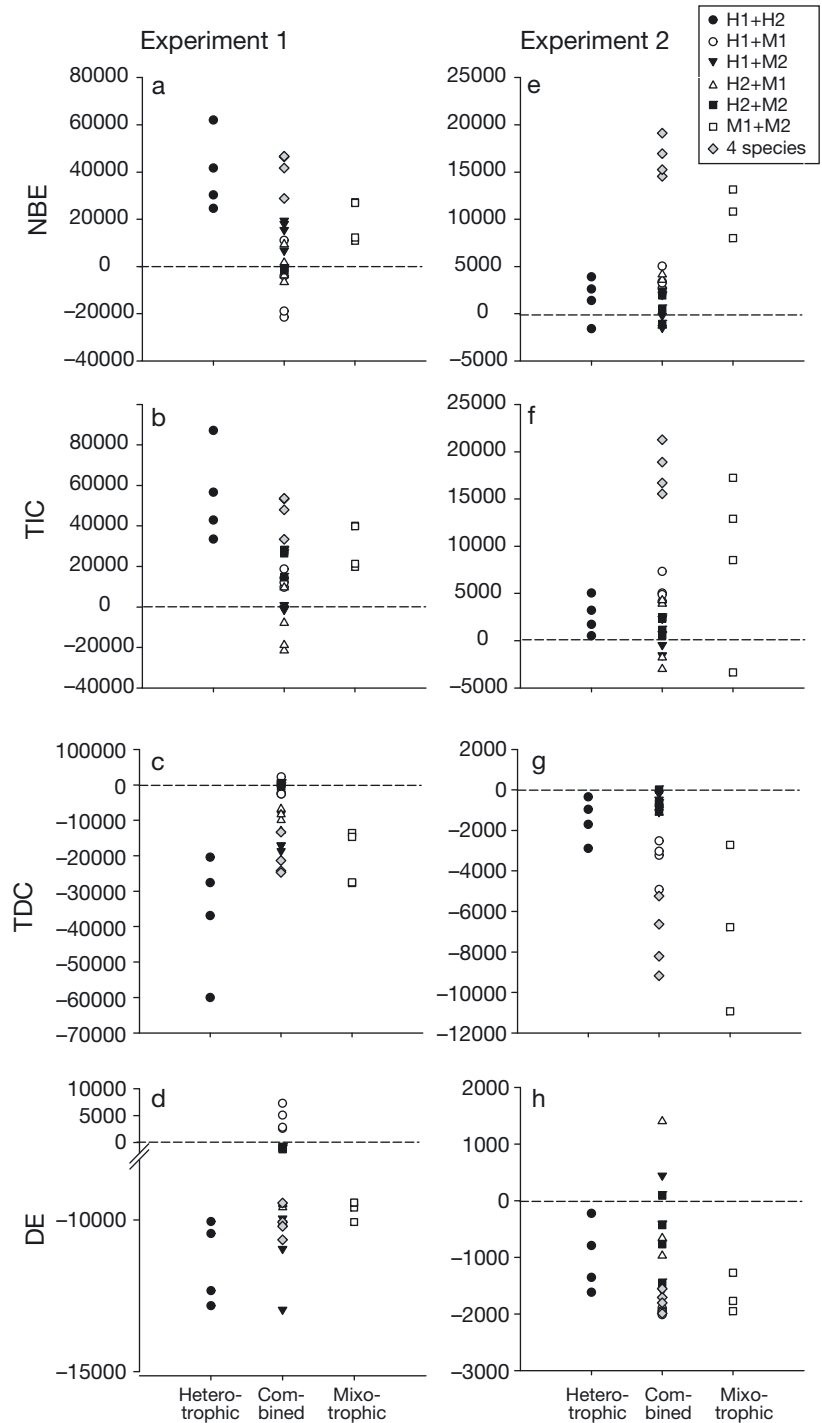 Experiment 1
Experiment 2
H1+H2
H1+M1
H1+M2
H2+M1
H2+M2
M1+M2
4 species
NBE
80000
60000
40000
20000
0
−20000
−40000
a
25000
20000
15000
10000
5000
0
−5000
e
TIC
80000
60000
40000
20000
0
−20000
−40000
b
25000
20000
15000
10000
5000
0
−5000
f
TDC
100000
0
−10000
−20000
−30000
−40000
−50000
−60000
−70000
c
2000
0
−2000
−4000
−6000
−8000
−10000
−12000
g
DE
10000
5000
0
−10000
−15000
d
2000
1000
0
−1000
−2000
−3000
h
Hetero-
trophic
Com-
bined
Mixo-
trophic
Hetero-
trophic
Com-
bined
Mixo-
trophic